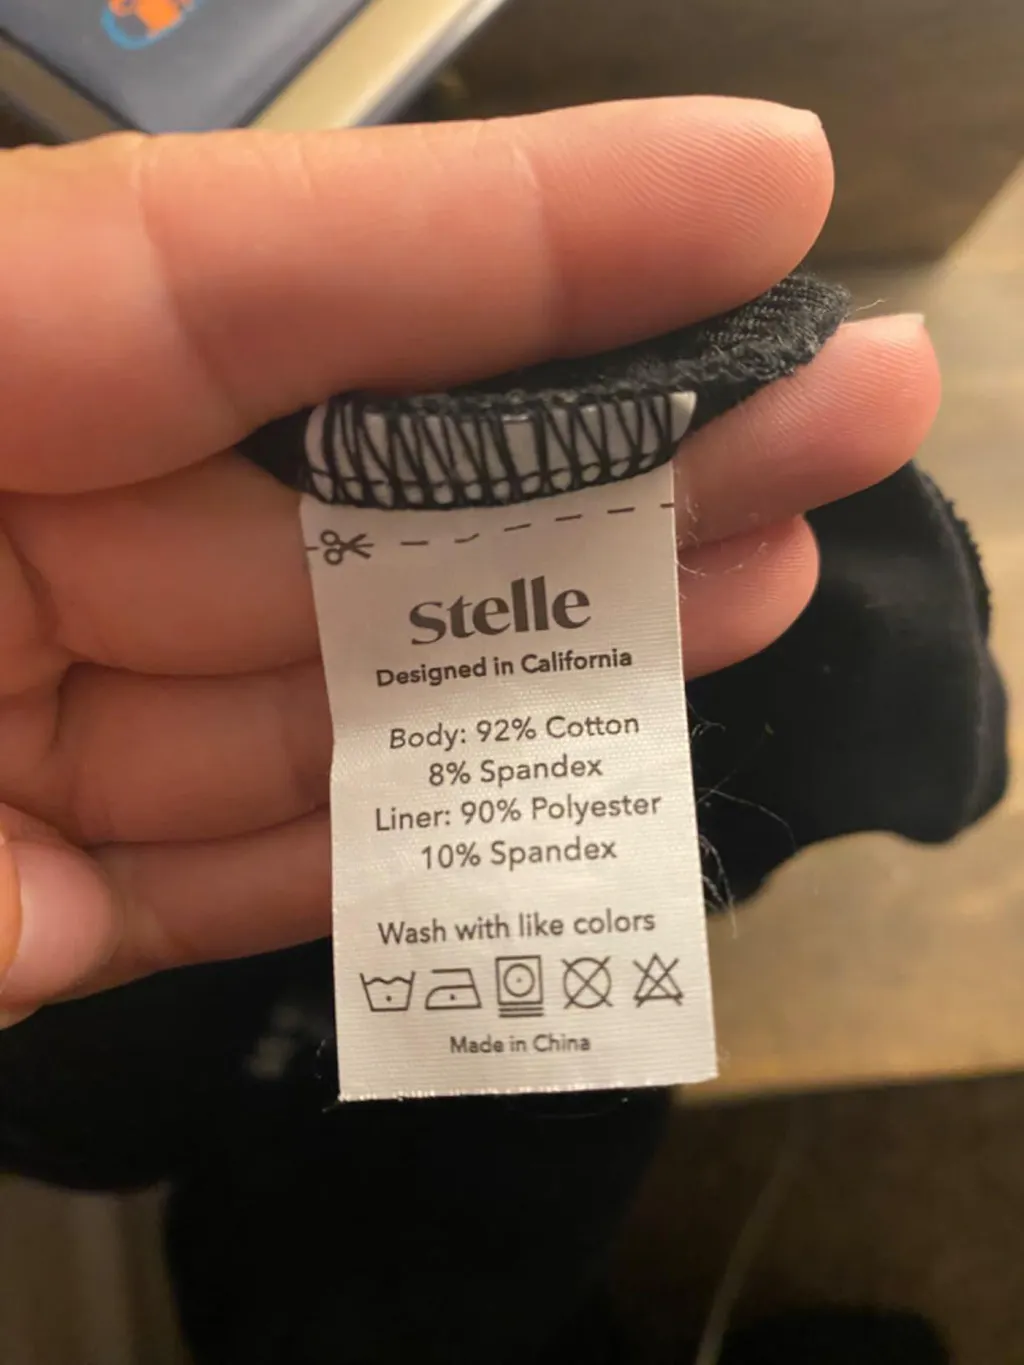 stelle
Designed in California
Body: 92% Cotton
8% Spandex
Liner: 90% Polyester
10% Spandex
Wash with like colors
Made in China